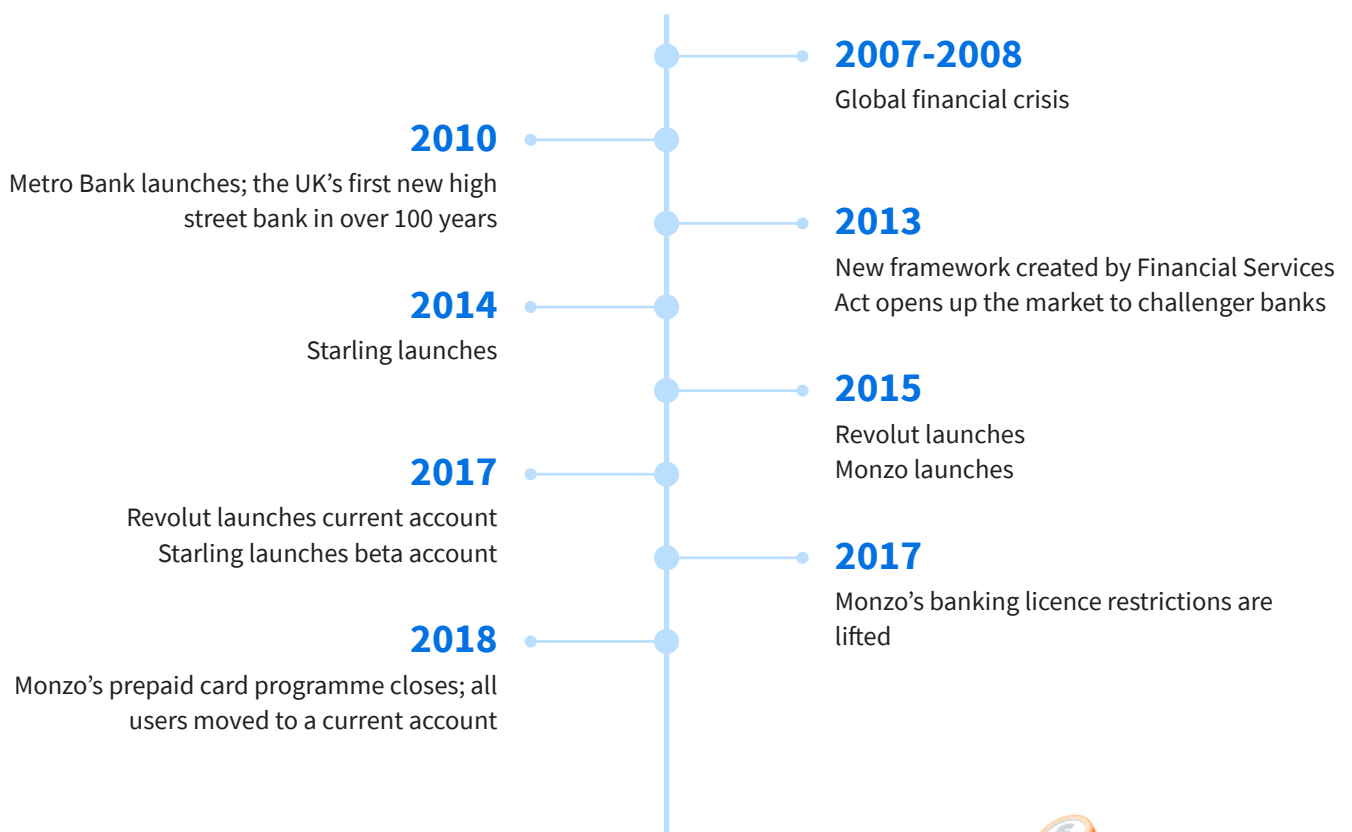 2007-2008
Global financial crisis
2010
Metro Bank launches; the UK’s first new high
street bank in over 100 years
2013
New framework created by Financial Services
Act opens up the market to challenger banks
2014
Starling launches
2015
Revolut launches
Monzo launches
2017
Revolut launches current account
Starling launches beta account
2017
Monzo’s banking licence restrictions are
lifted
2018
Monzo’s prepaid card programme closes; all
users moved to a current account